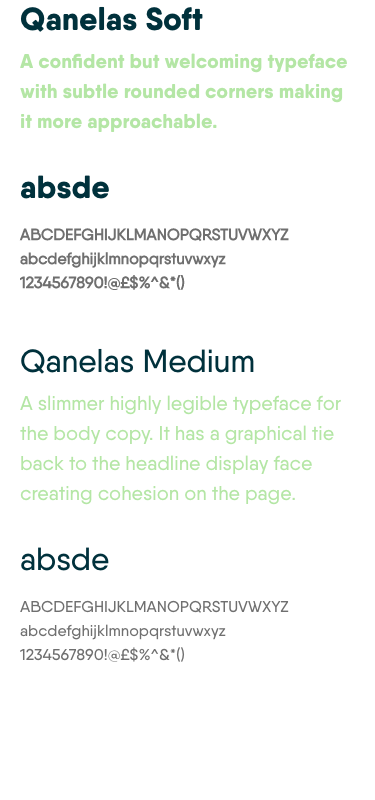 Qanelas Soft
A confident but welcoming typeface
with subtle rounded corners making
it more approachable.
absde
ABCDEFGHIJKLMANOPQRSTUVWXYZ
abcdefghijklmnopqrstuvwxyz
1234567890!@£$%^&*()
Qanelas Medium
A slimmer highly legible typeface for
the body copy. It has a graphical tie
back to the headline display face
creating cohesion on the page.
absde
ABCDEFGHIJKLMANOPQRSTUVWXYZ
abcdefghijklmnopqrstuvwxyz
1234567890!@£$%^&*()